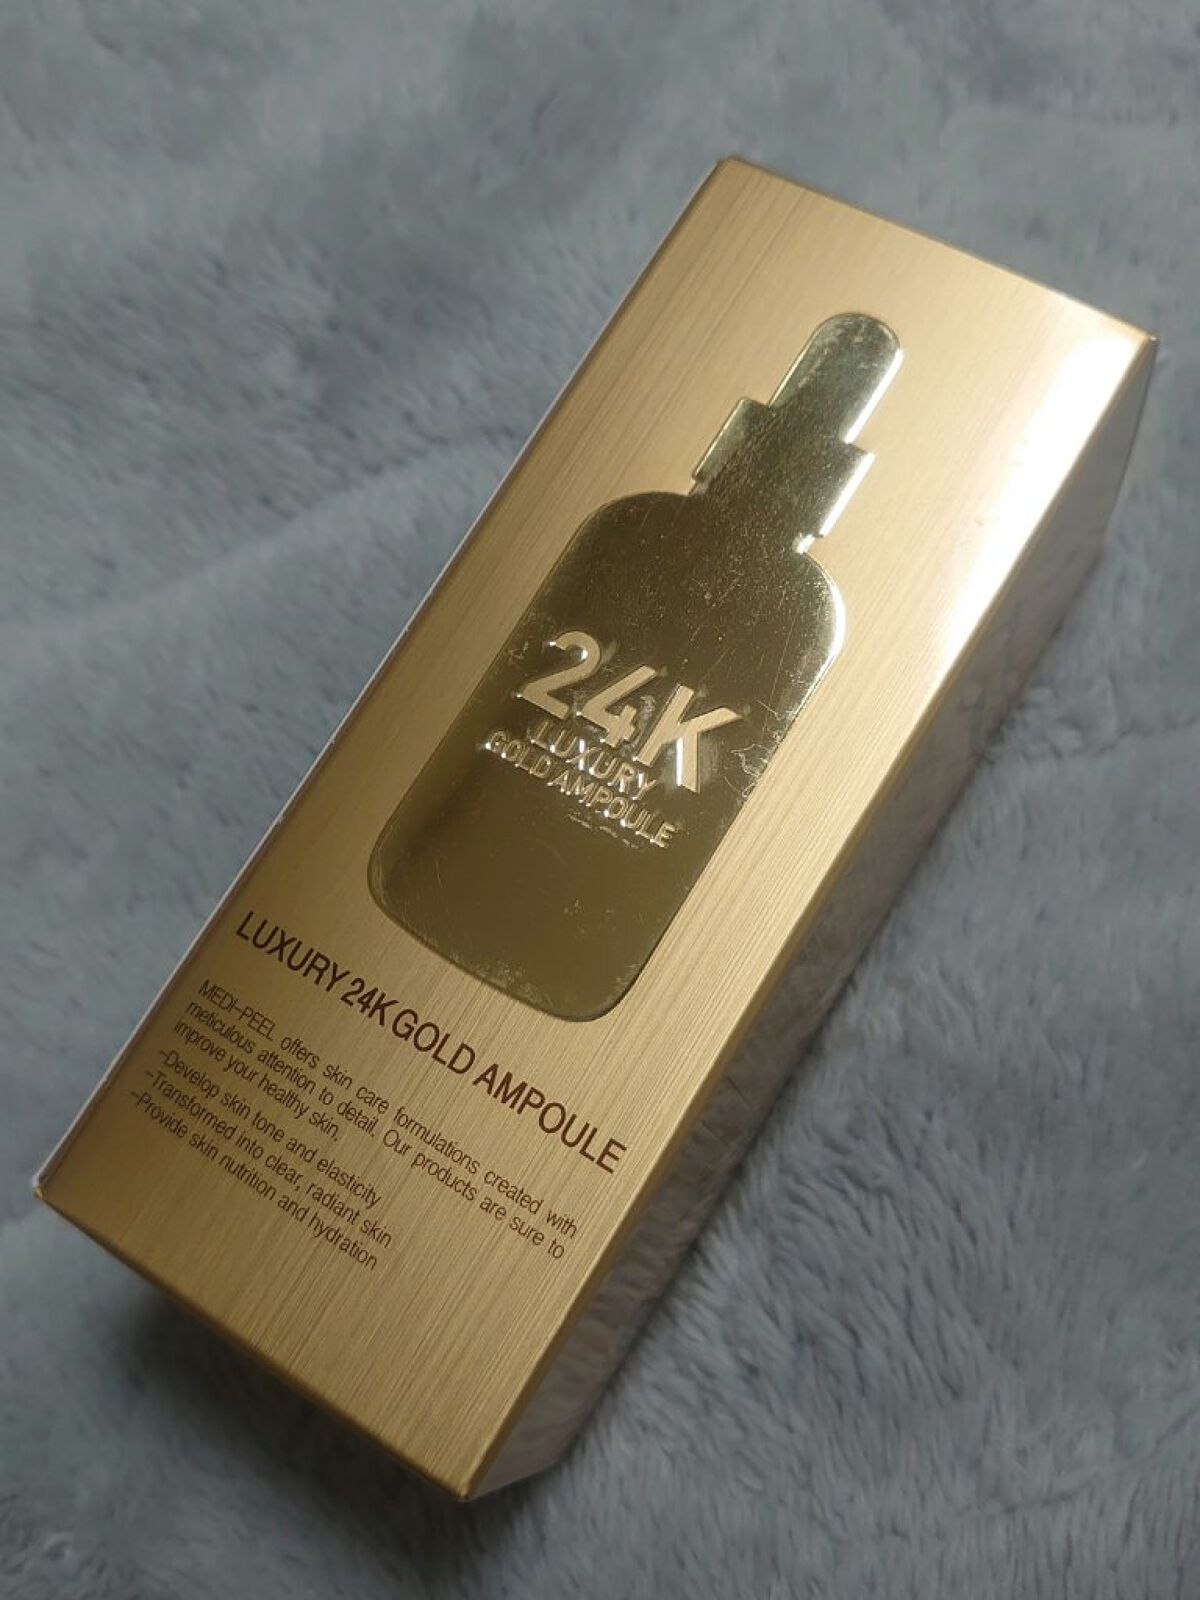 24K
LUXURY
GOLD AMPOULE
LUXURY 24K GOLD AMPOULE
MEDI-PEEL offers skin care formulations created with
meticulous attention to detail. Our products are sure to
improve your healthy skin.
-Develop skin tone and elasticity
-Transformed into clear, radiant skin
-Provide skin nutrition and hydration